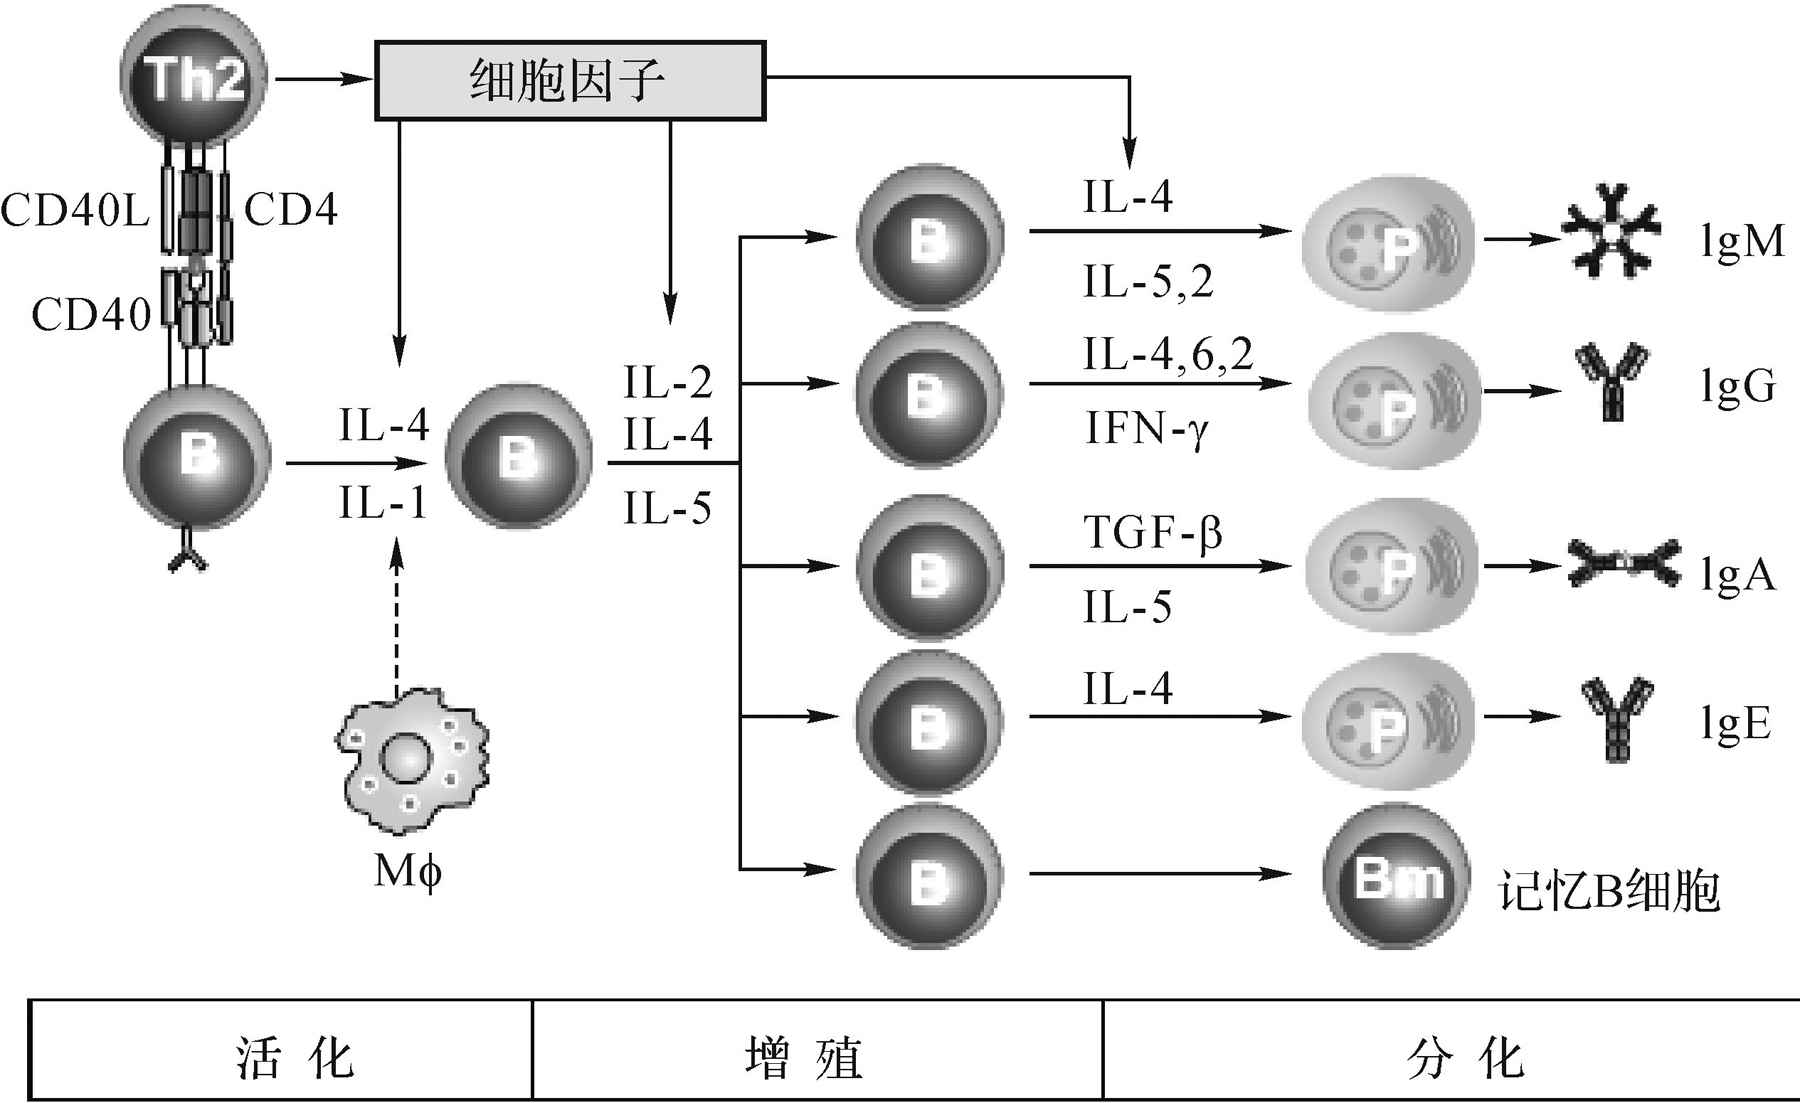 Th2
细胞因子
CD40L
CD4
CD40
B
IL-4
IL-1
Mφ
B
IL-2
IL-4
IL-5
B
IL-4
IL-5,2
P
lgM
B
IL-4,6,2
IFN-γ
P
lgG
B
TGF-β
IL-5
P
lgA
B
IL-4
P
lgE
B
Bm
记忆B细胞
活化
增殖
分化